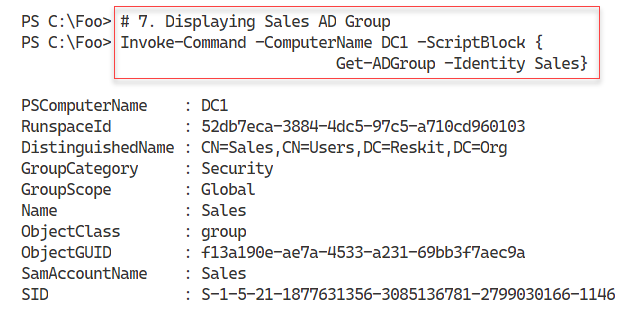 PS C:\Foo> # 7. Displaying Sales AD Group
PS C:\Foo> Invoke-Command -ComputerName DC1 -ScriptBlock {
Get-ADGroup -Identity Sales}
PSComputerName : DC1
RunspaceId : 52db7eca-3884-4dc5-97c5-a710cd960103
DistinguishedName : CN=Sales,CN=Users,DC=Reskit,DC=Org
GroupCategory : Security
GroupScope : Global
Name : Sales
ObjectClass : group
ObjectGUID : f13a190e-ae7a-4533-a231-69bb3f7aec9a
SamAccountName : Sales
SID : S-1-5-21-1877631356-3085136781-2799030166-1146